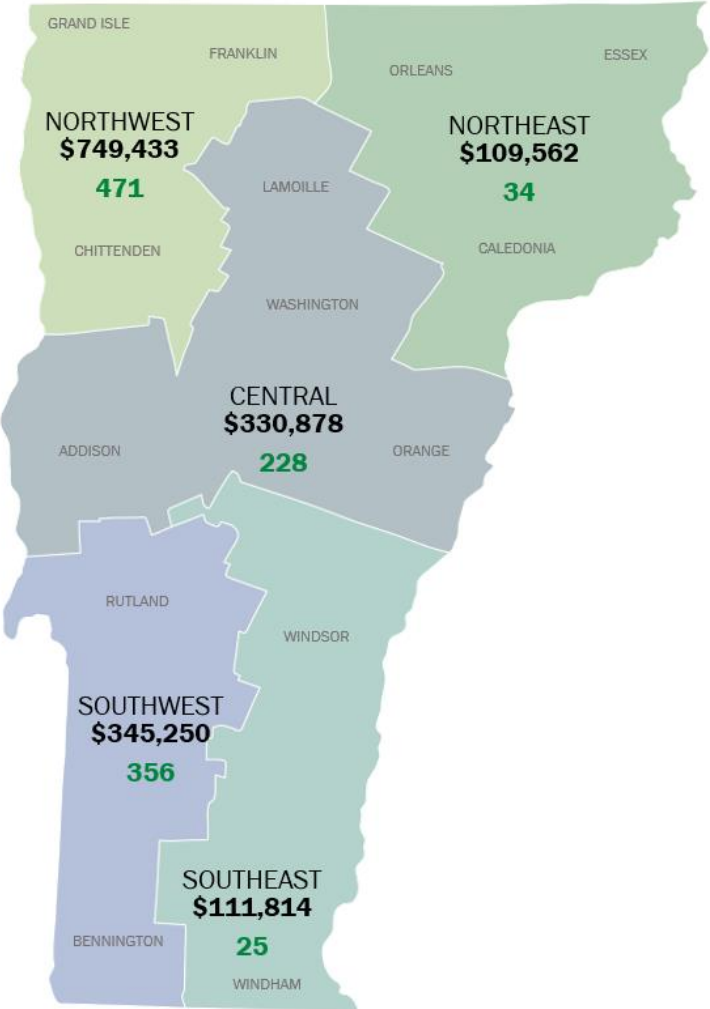 GRAND ISLE
FRANKLIN
ORLEANS
ESSEX
NORTHWEST
$749,433
471
NORTHEAST
$109,562
34
LAMOILLE
CHITTENDEN
CALEDONIA
WASHINGTON
CENTRAL
$330,878
228
ADDISON
ORANGE
RUTLAND
WINDSOR
SOUTHWEST
$345,250
356
SOUTHEAST
$111,814
25
BENNINGTON
WINDHAM